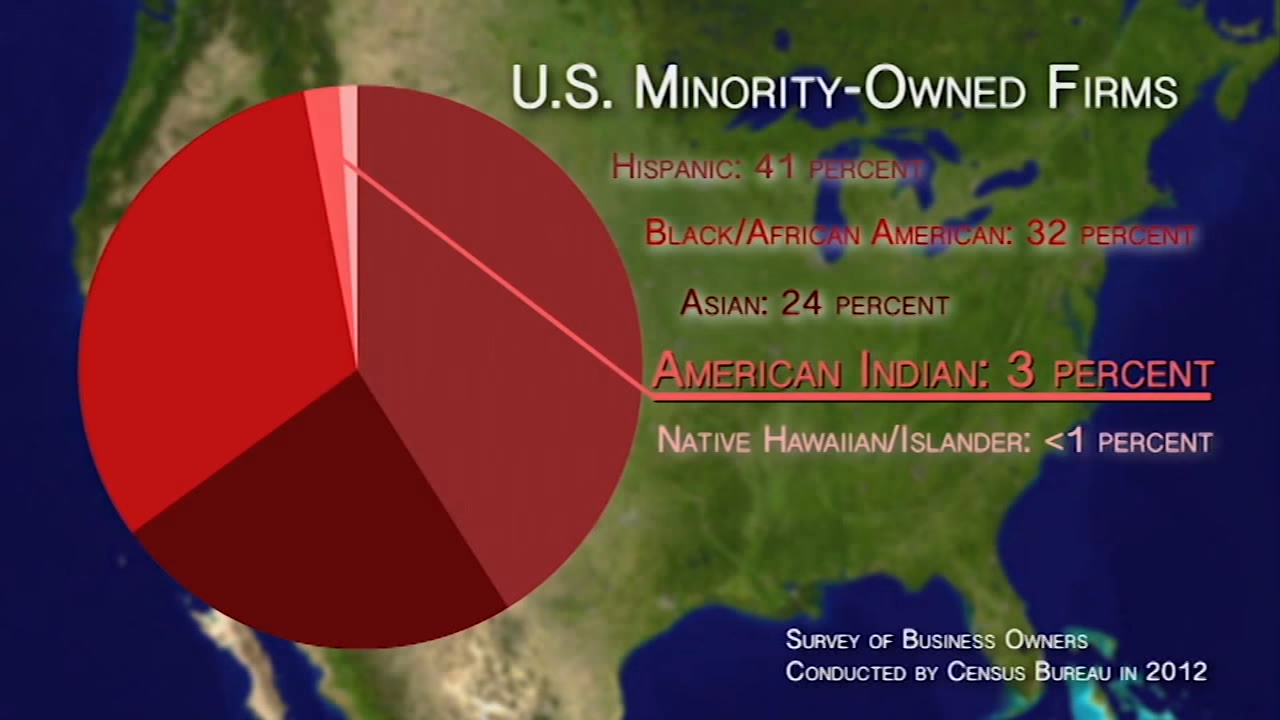 U.S. Minority-Owned Firms
Hispanic: 41 percent
Black/African American: 32 percent
Asian: 24 percent
American Indian: 3 percent
Native Hawaiian/Islander: <1 percent
Survey of Business Owners
Conducted by Census Bureau in 2012